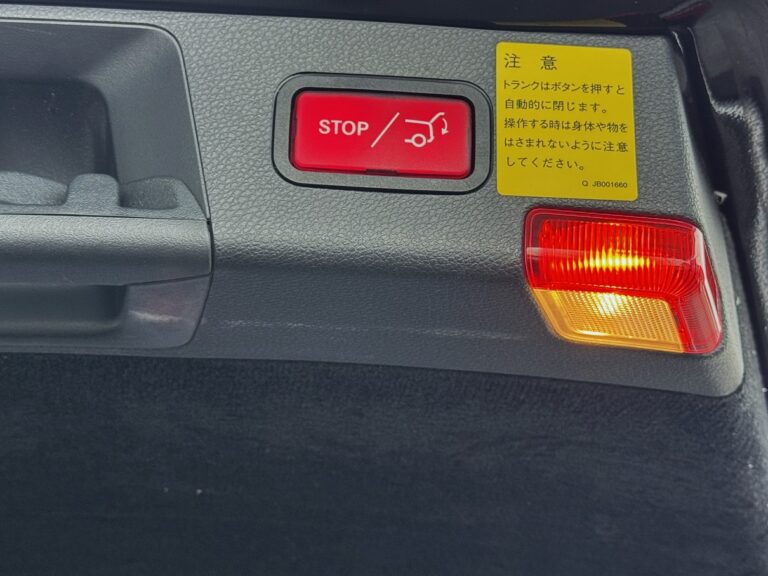 STOP /
注 意
トランクはボタンを押すと
自動的に閉じます。
操作する時は身体や物を
はさまれないように注意
してください。
Q JB001660